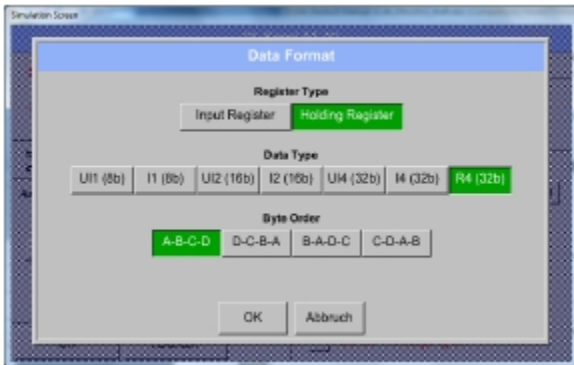 Simulation Screen
Data Format
Register Type
Input Register Holding Register
Data Type
UI1 (8b) I1 (8b) UI2 (16b) I2 (16b) UI4 (32b) I4 (32b) R4 (32b)
Byte Order
A-B-C-D D-C-B-A B-A-D-C C-D-A-B
OK Abbruch